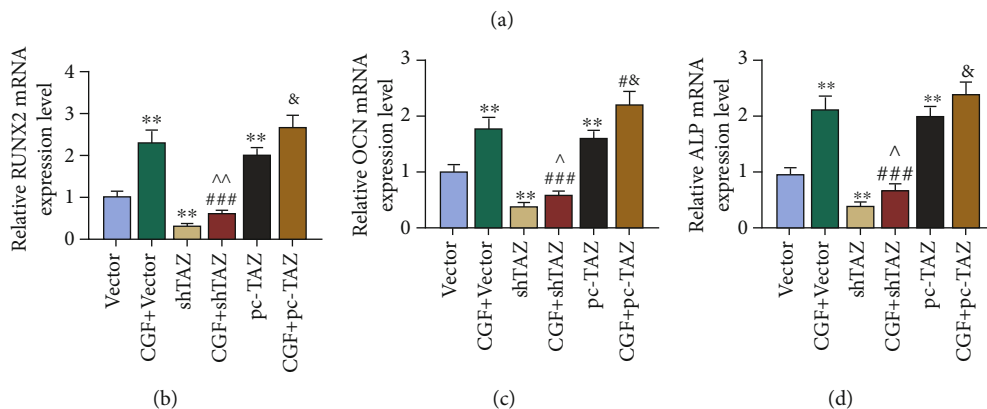 (a)
Relative RUNX2 mRNA
expression level
4
3
2
1
0
**
**
^^
###
**
&
Vector
CGF+Vector
shTAZ
CGF+shTAZ
pc-TAZ
CGF+pc-TAZ
(b)
Relative OCN mRNA
expression level
3
2
1
0
**
**
^
###
**
#&
Vector
CGF+Vector
shTAZ
CGF+shTAZ
pc-TAZ
CGF+pc-TAZ
(c)
Relative ALP mRNA
expression level
3
2
1
0
**
**
^
###
**
&
Vector
CGF+Vector
shTAZ
CGF+shTAZ
pc-TAZ
CGF+pc-TAZ
(d)